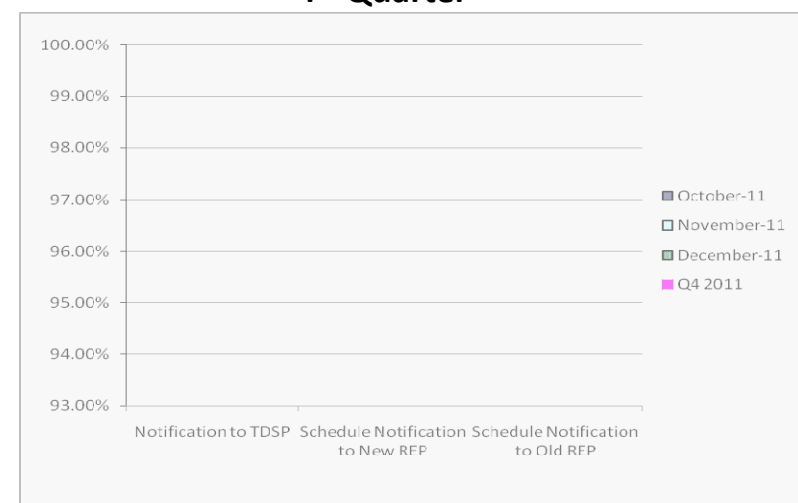 Quarter
100.00%
99.00%
98.00%
97.00%
96.00%
95.00%
94.00%
93.00%
October-11
November-11
December-11
Q4 2011
Notification to TDSP
Schedule Notification
to New REP
Schedule Notification
to Old REP